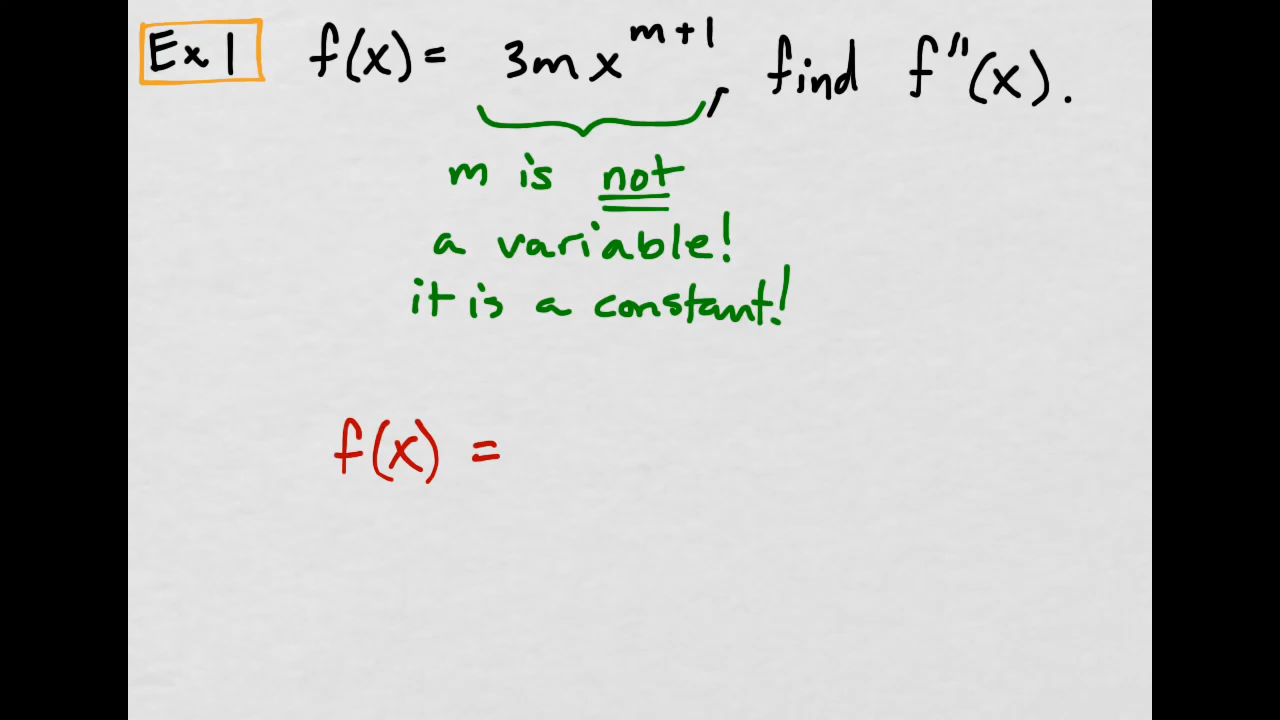 Ex 1 f(x) = 3mx^{m+1}, find f"(x).
m is not
a variable!
it is a constant!
f(x) =